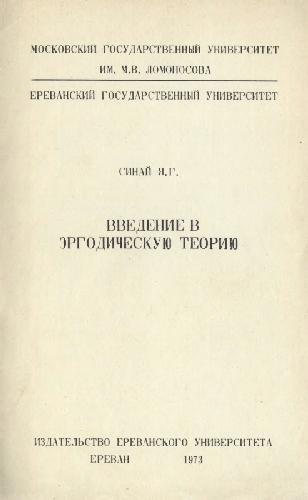 МОСКОВСКИЙ ГОСУДАРСТВЕННЫЙ УНИВЕРСИТЕТ
ИМ. М.В. ЛОМОНОСОВА
ЕРЕВАНСКИЙ ГОСУДАРСТВЕННЫЙ УНИВЕРСИТЕТ
СИНАЙ Я.Г.
ВВЕДЕНИЕ В
ЭРГОДИЧЕСКУЮ ТЕОРИЮ
ИЗДАТЕЛЬСТВО ЕРЕВАНСКОГО УНИВЕРСИТЕТА
ЕРЕВАН 1973